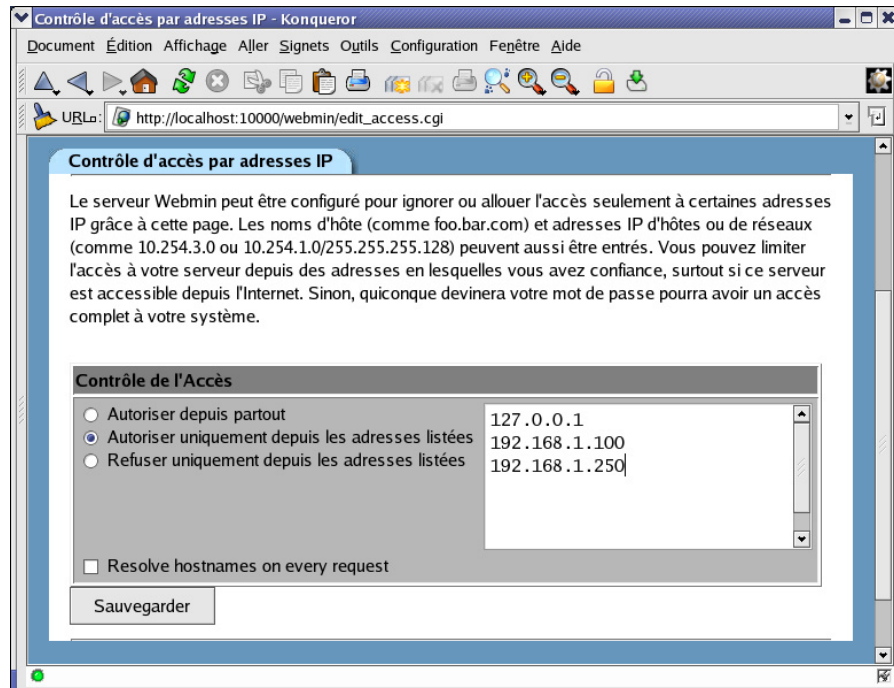 Contrôle d'accès par adresses IP - Konqueror
Document Édition Affichage Aller Signets Outils Configuration Fenêtre Aide
URL: http://localhost:10000/webmin/edit_access.cgi
Contrôle d'accès par adresses IP
Le serveur Webmin peut être configuré pour ignorer ou allouer l'accès seulement à certaines adresses
IP grâce à cette page. Les noms d'hôte (comme foo.bar.com) et adresses IP d'hôtes ou de réseaux
(comme 10.254.3.0 ou 10.254.1.0/255.255.255.128) peuvent aussi être entrés. Vous pouvez limiter
l'accès à votre serveur depuis des adresses en lesquelles vous avez confiance, surtout si ce serveur
est accessible depuis l'Internet. Sinon, quiconque devinera votre mot de passe pourra avoir un accès
complet à votre système.
Contrôle de l'Accès
Autoriser depuis partout
Autoriser uniquement depuis les adresses listées
Refuser uniquement depuis les adresses listées
127.0.0.1
192.168.1.100
192.168.1.250
Resolve hostnames on every request
Sauvegarder